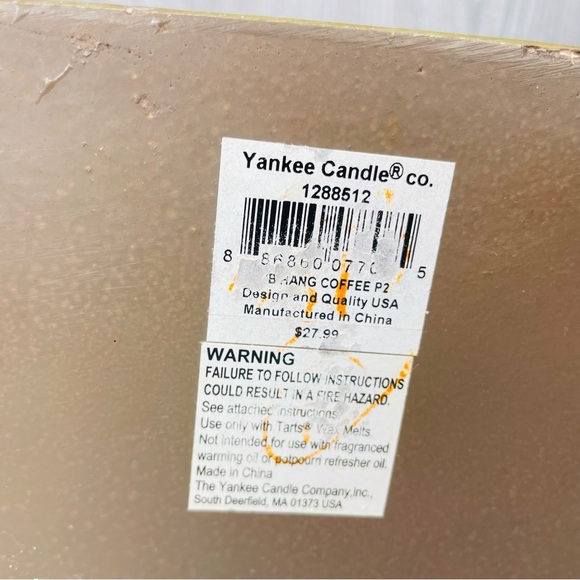 Yankee Candle® co.
1288512
8 86860 0770 5
HANG COFFEE P2
Design and Quality USA
Manufactured in China
$27.99
WARNING
FAILURE TO FOLLOW INSTRUCTIONS
COULD RESULT IN A FIRE HAZARD.
See attached instructions.
Use only with Tarts® Wax Melts.
Not intended for use with fragranced
warming oil or potpourri refresher oil.
Made in China
The Yankee Candle Company,Inc.,
South Deerfield, MA 01373 USA